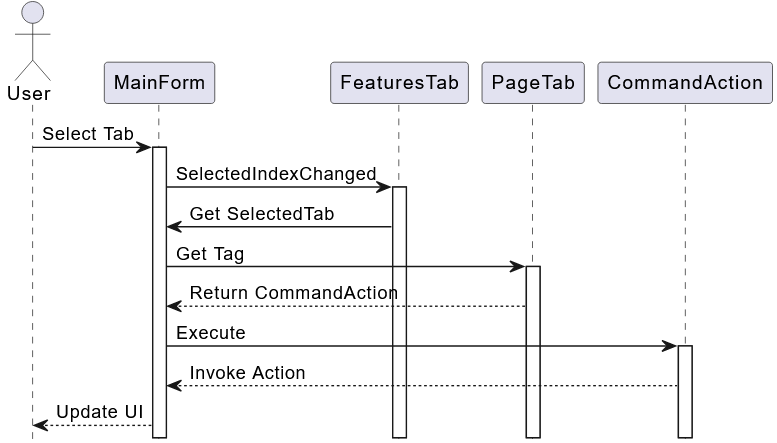 User
MainForm
FeaturesTab
PageTab
CommandAction
Select Tab
SelectedIndexChanged
Get SelectedTab
Get Tag
Return CommandAction
Execute
Invoke Action
Update UI